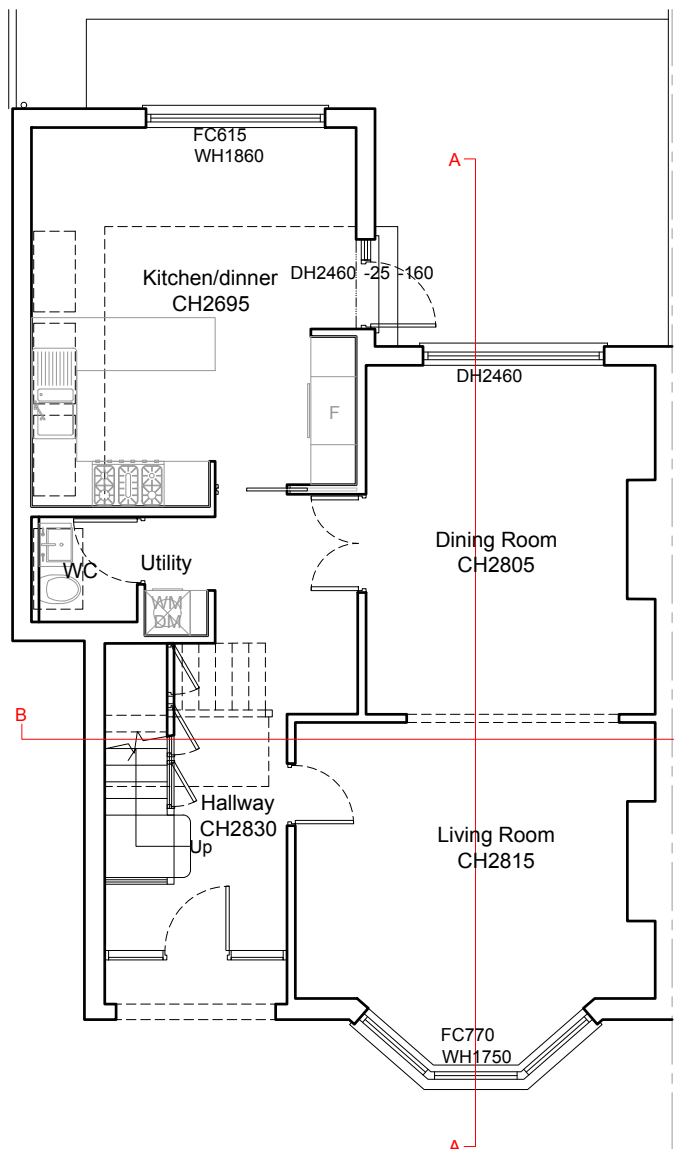 FC615
WH1860
A
Kitchen/dinner
CH2695
DH2460 -25 -160
DH2460
F
Dining Room
CH2805
Utility
WC
WM
DM
B
Hallway
CH2830
Up
Living Room
CH2815
FC770
WH1750
A